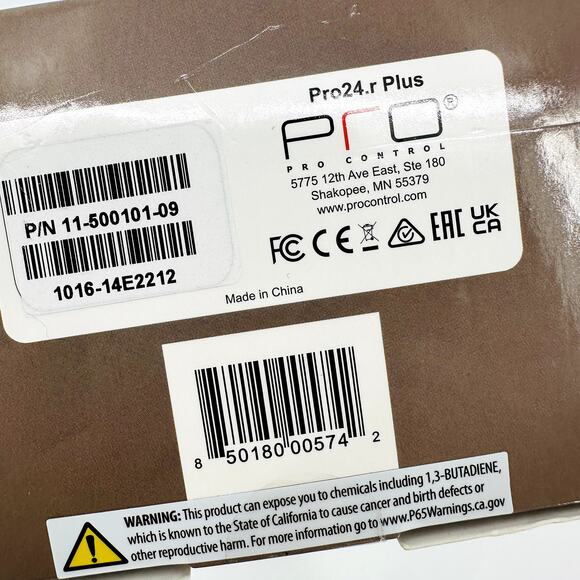 Pro24.r Plus
Pro®
PRO CONTROL
5775 12th Ave East, Ste 180
Shakopee, MN 55379
www.procontrol.com
P/N 11-500101-09
1016-14E2212
FC CE EAC UK
CA
Made in China
8 50180 00574 2
WARNING: This product can expose you to chemicals including 1,3-BUTADIENE,
which is known to the State of California to cause cancer and birth defects or
other reproductive harm. For more information go to www.P65Warnings.ca.gov